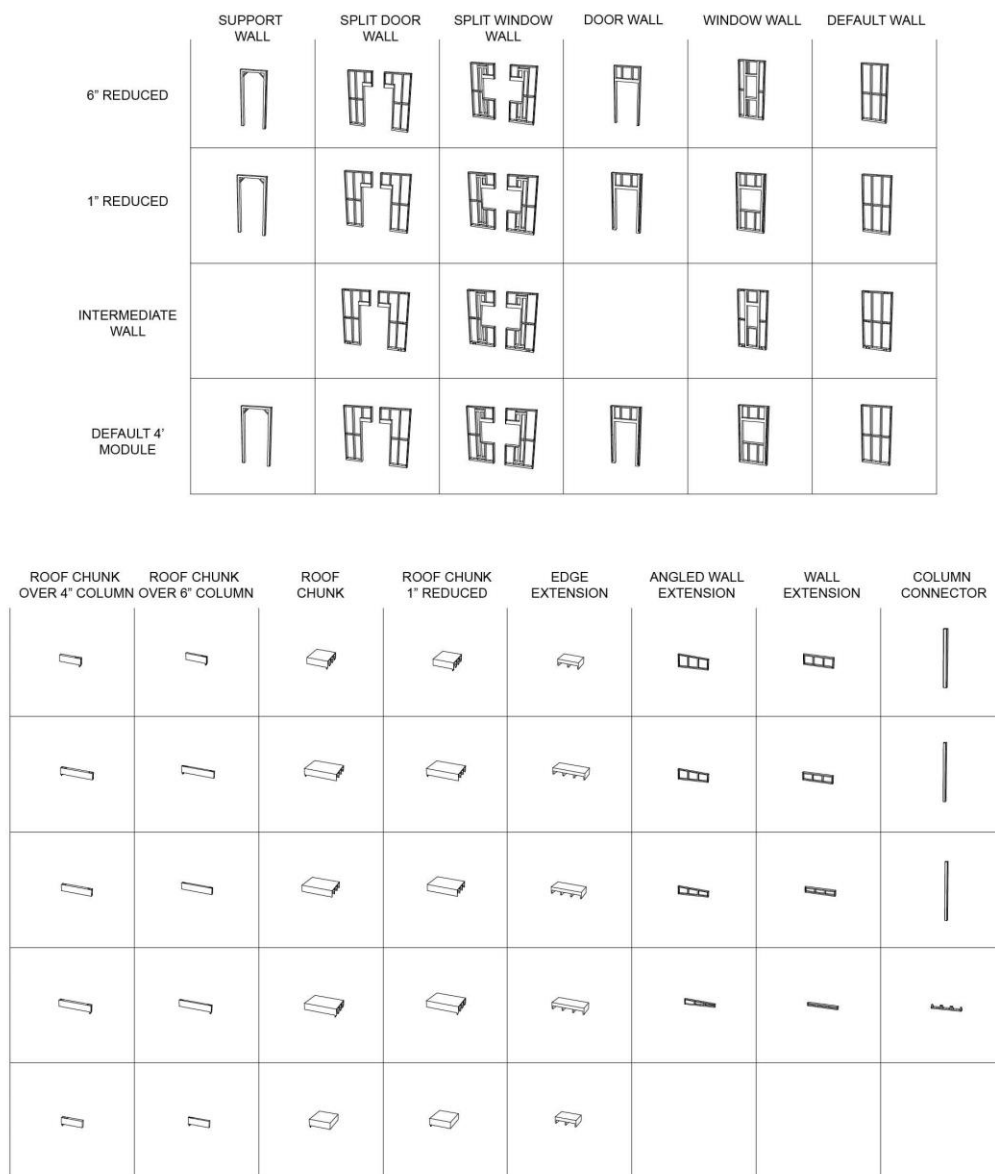 SUPPORT
WALL
SPLIT DOOR
WALL
SPLIT WINDOW
WALL
DOOR WALL
WINDOW WALL
DEFAULT WALL
6” REDUCED
1” REDUCED
INTERMEDIATE
WALL
DEFAULT 4’
MODULE
ROOF CHUNK
OVER 4” COLUMN
ROOF CHUNK
OVER 6” COLUMN
ROOF
CHUNK
ROOF CHUNK
1” REDUCED
EDGE
EXTENSION
ANGLED WALL
EXTENSION
WALL
EXTENSION
COLUMN
CONNECTOR